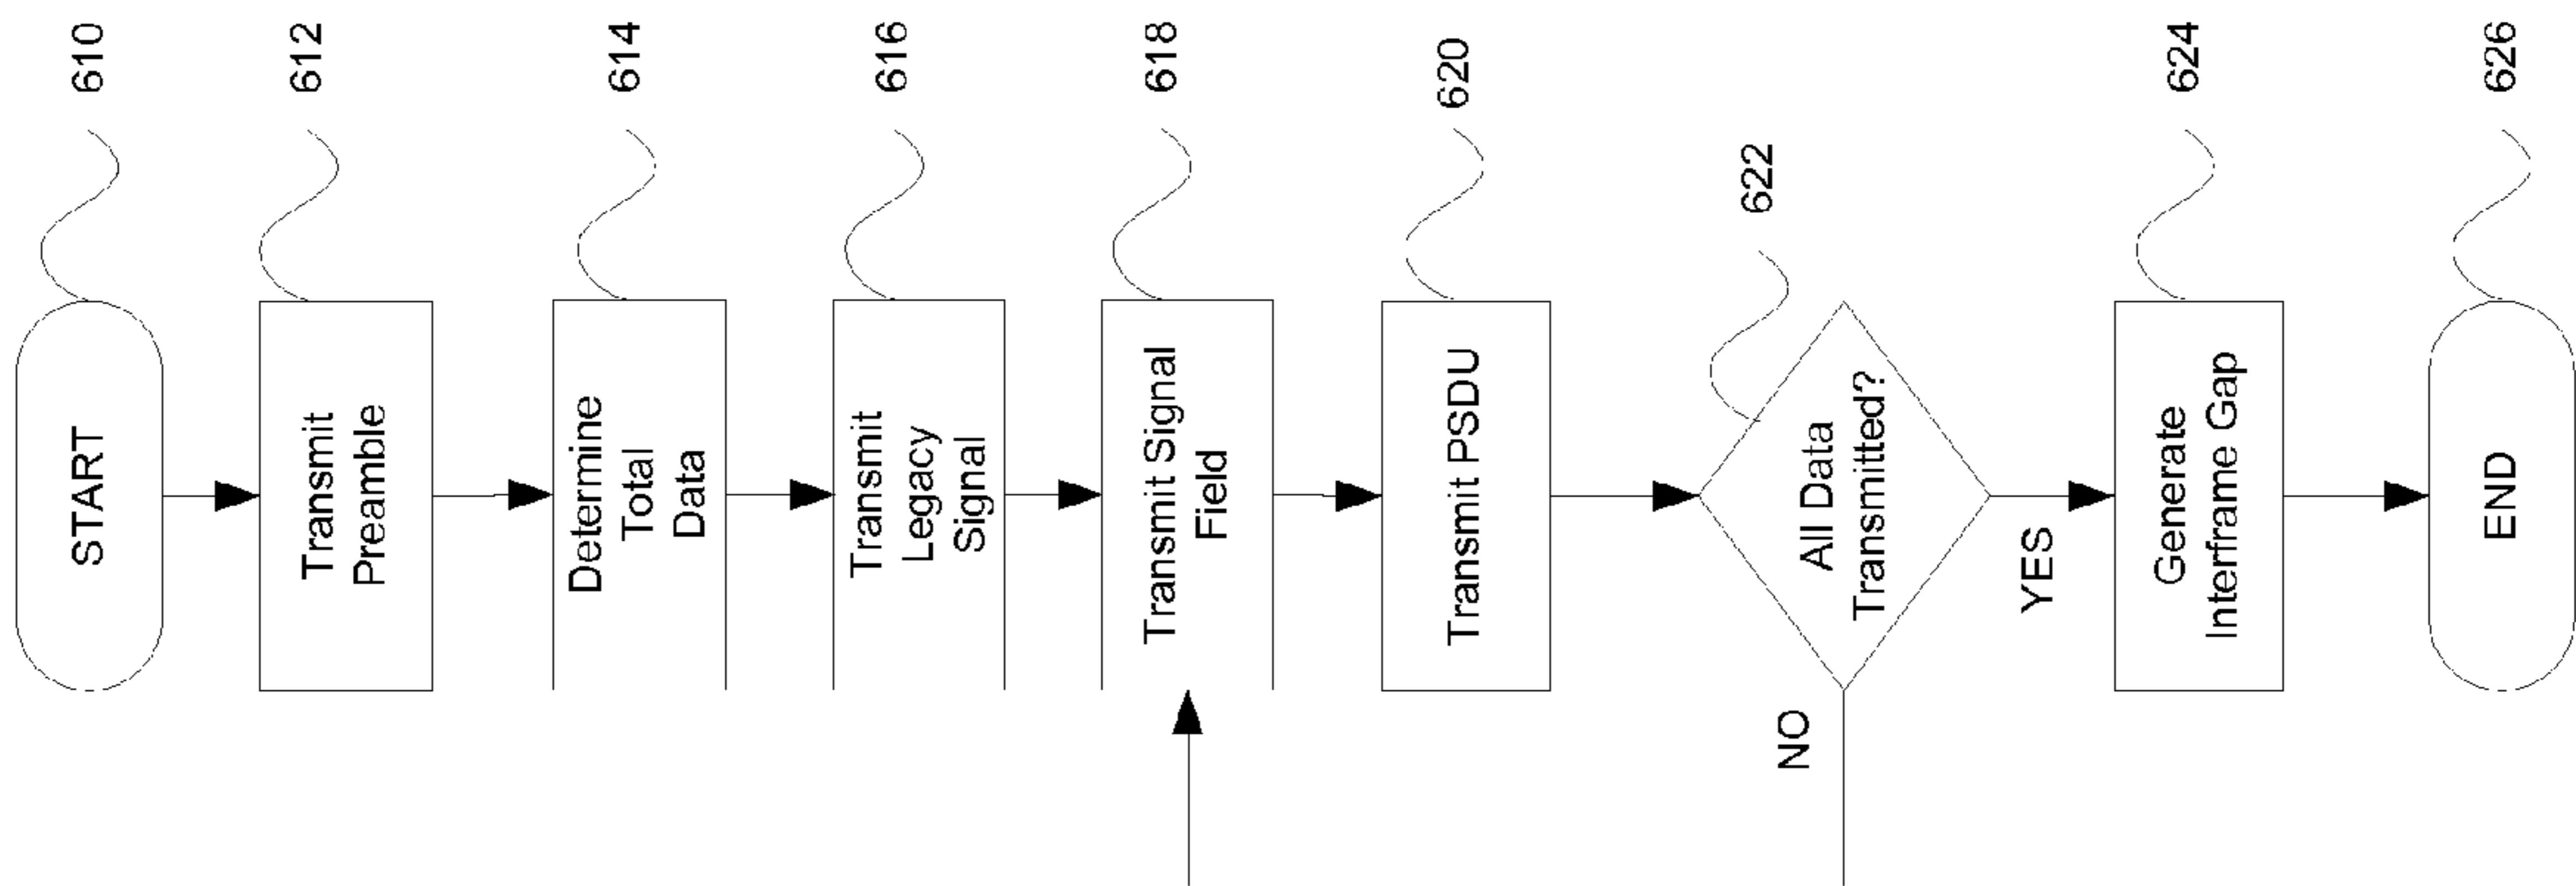 START
610
Transmit
Preamble
612
Determine
Total
Data
614
Transmit
Legacy
Signal
616
Transmit Signal
Field
618
Transmit PSDU
620
All Data
Transmitted?
622
NO
YES
Generate
Interframe Gap
624
END
626